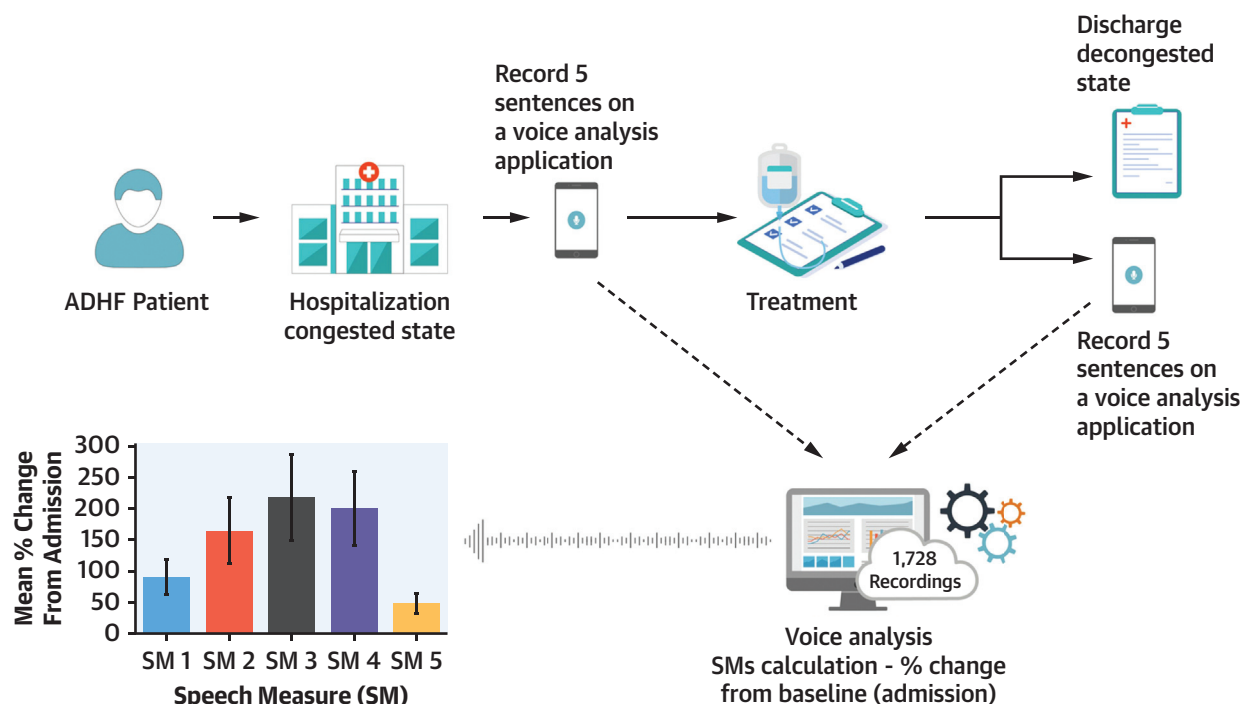 Discharge
decongested
state
Record 5
sentences on
a voice analysis
application
ADHF Patient
Hospitalization
congested state
Treatment
Record 5
sentences on
a voice analysis
application
Mean % Change
From Admission
300
250
200
150
100
50
0
SM 1 SM 2 SM 3 SM 4 SM 5
Speech Measure (SM)
1,728
Recordings
Voice analysis
SMs calculation - % change
from baseline (admission)